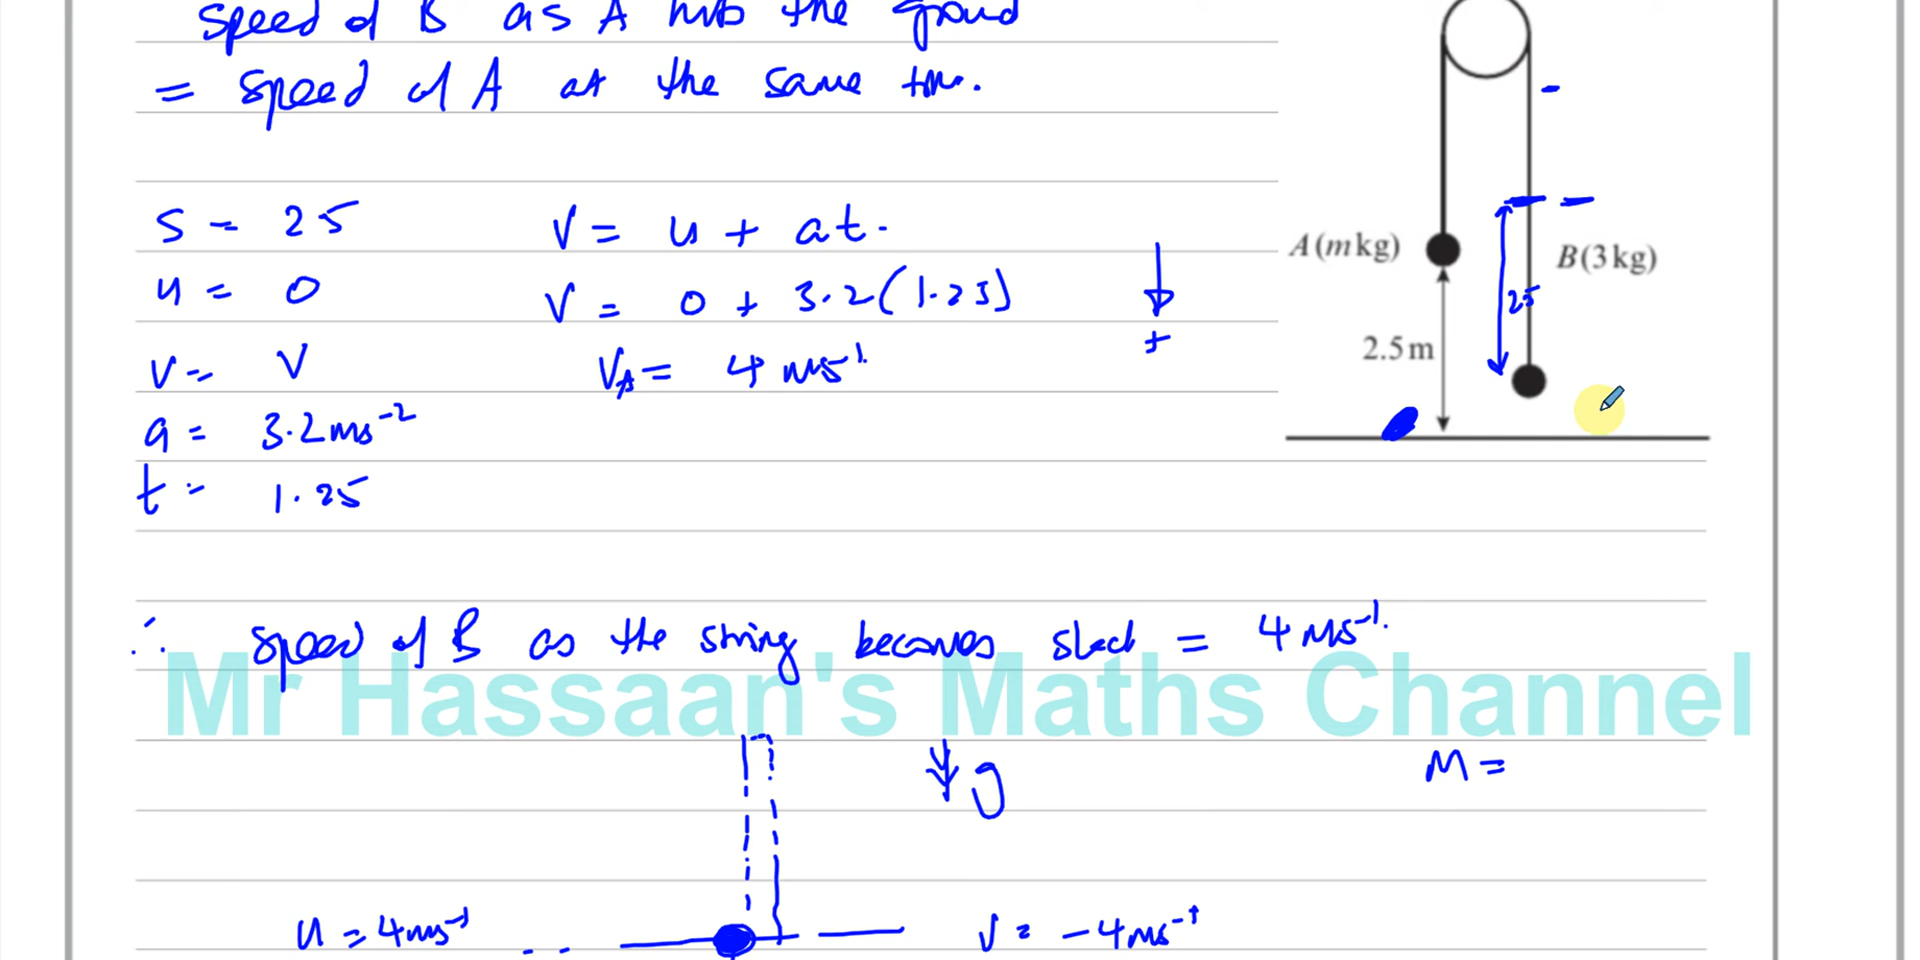 speed of B as A hits the ground
= speed of A at the same time.
S = 25
u = 0
v = V
a = 3.2ms⁻²
t = 1.25
V = u + at.
V = 0 + 3.2(1.25)
V_A = 4 ms⁻¹
+
A(m kg)
B(3 kg)
25
2.5 m
∴ speed of B as the string becomes slack = 4 ms⁻¹.
Mr Hassaan's Maths Channel
g
M =
u = 4ms⁻¹
V = -4ms⁻¹